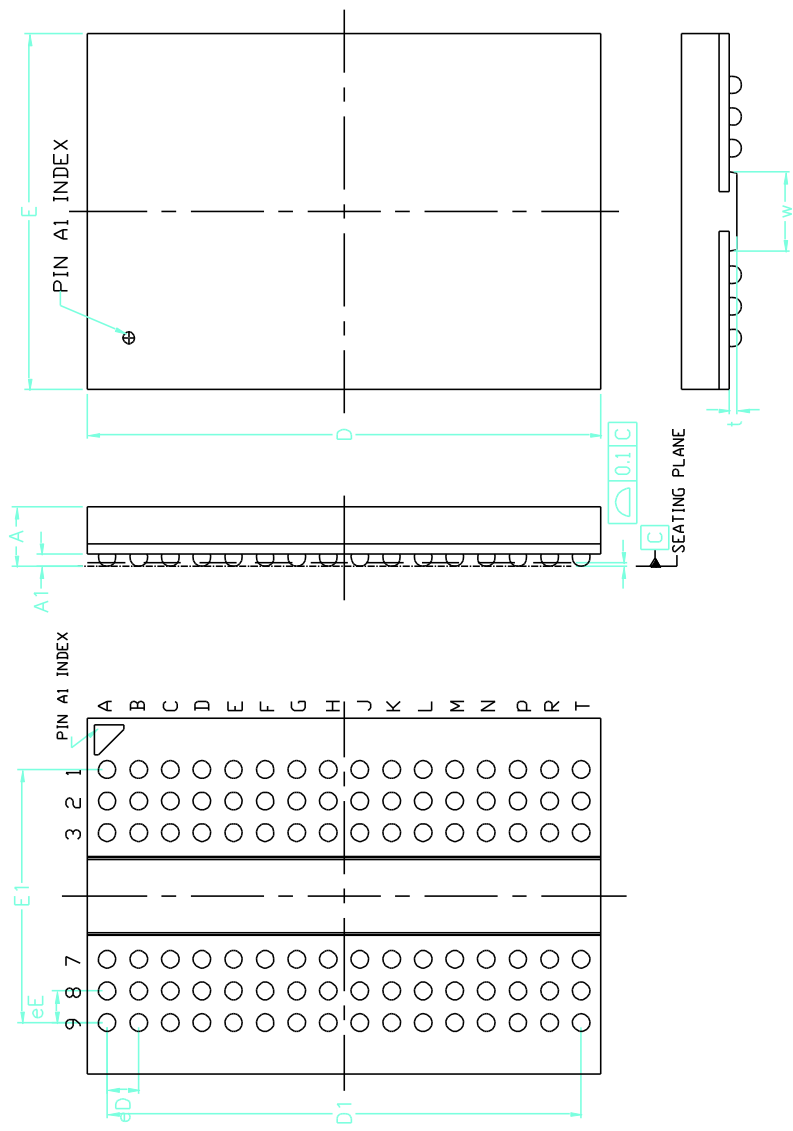 E
PIN A1 INDEX
w
D
t
0.1 C
C
SEATING PLANE
A
A1
PIN A1 INDEX
A B C D E F G H J K L M N P R T
1
2
3
7
8
9
E1
eE
eD1
D1